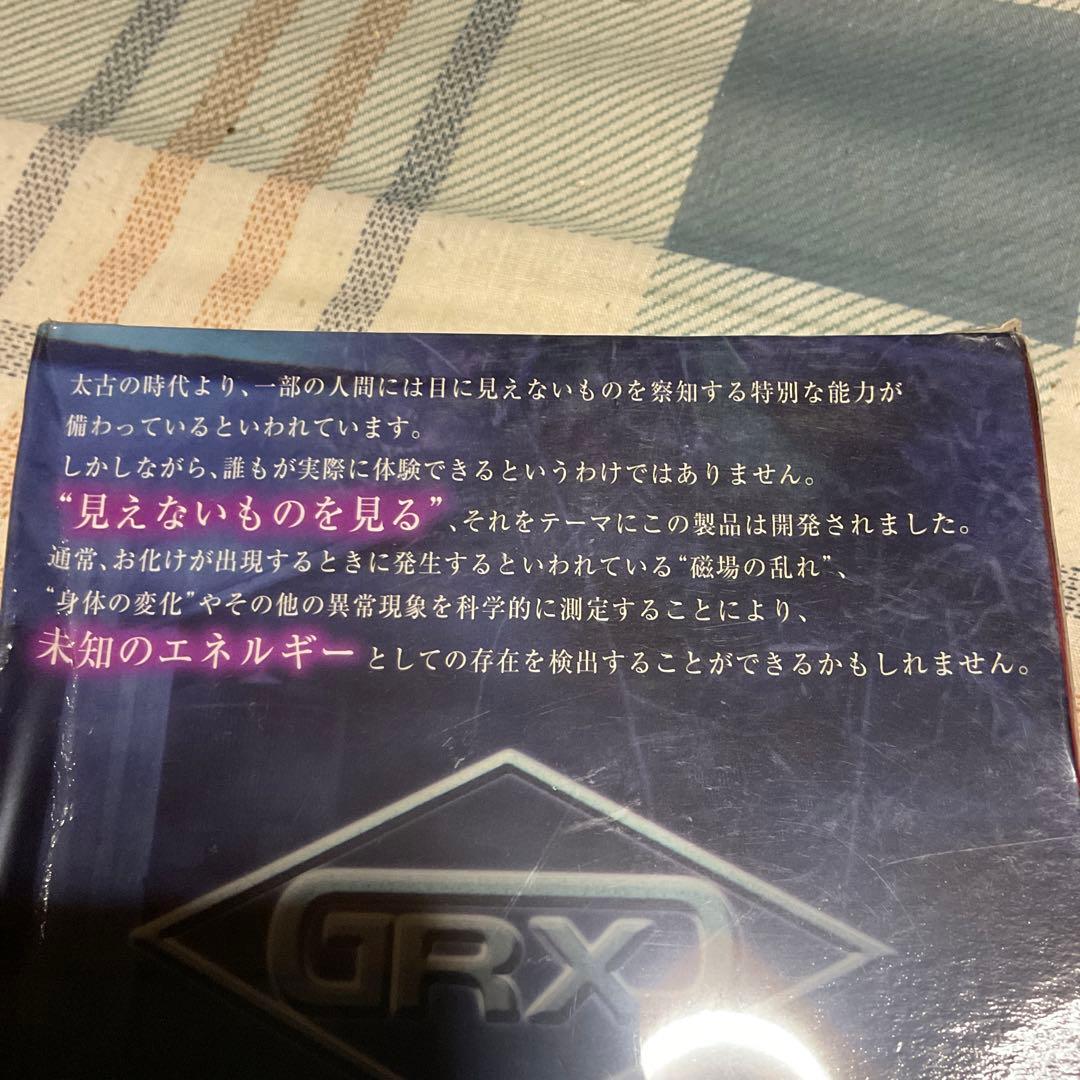 太古の時代より、一部の人間には目に見えないものを察知する特別な能力が
備わっているといわれています。
しかしながら、誰もが実際に体験できるというわけではありません。
“見えないものを見る”、それをテーマにこの製品は開発されました。
通常、お化けが出現するときに発生するといわれている“磁場の乱れ”、
“身体の変化”やその他の異常現象を科学的に測定することにより、
未知のエネルギーとしての存在を検出することができるかもしれません。
GRX